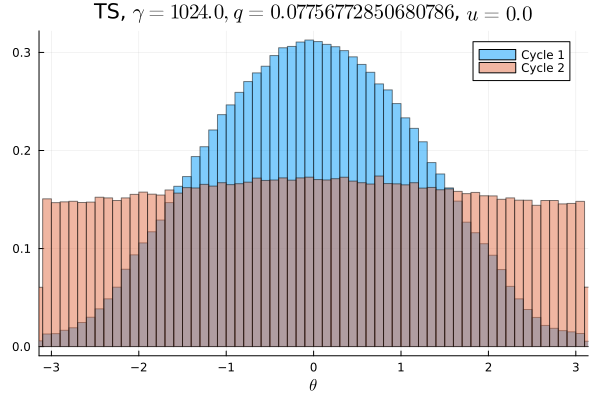 TS, γ = 1024.0, q = 0.07756772850680786, u = 0.0
Cycle 1
Cycle 2
0.3
0.2
0.1
0.0
−3 −2 −1 0 1 2 3
θ